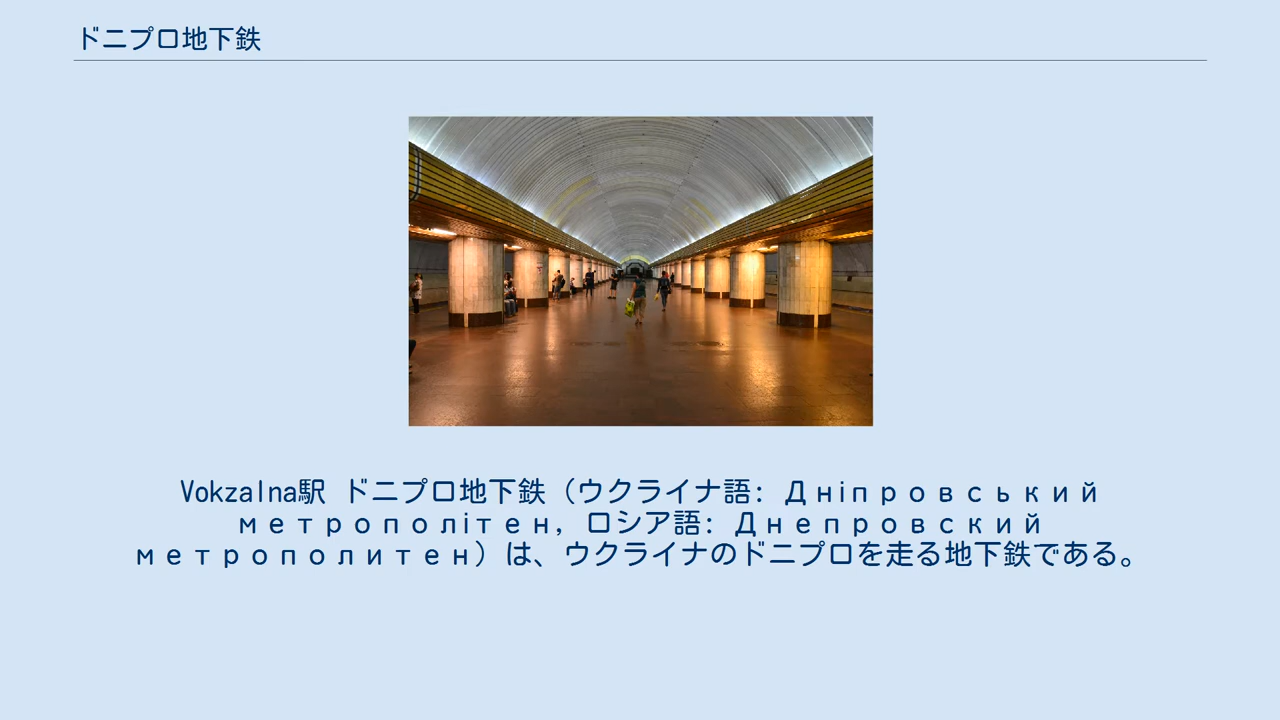 ドニプロ地下鉄
Vokzalna駅 ドニプロ地下鉄（ウクライナ語: Дніпровський
метрополітен, ロシア語: Днепровский
метрополитен）は、ウクライナのドニプロを走る地下鉄である。